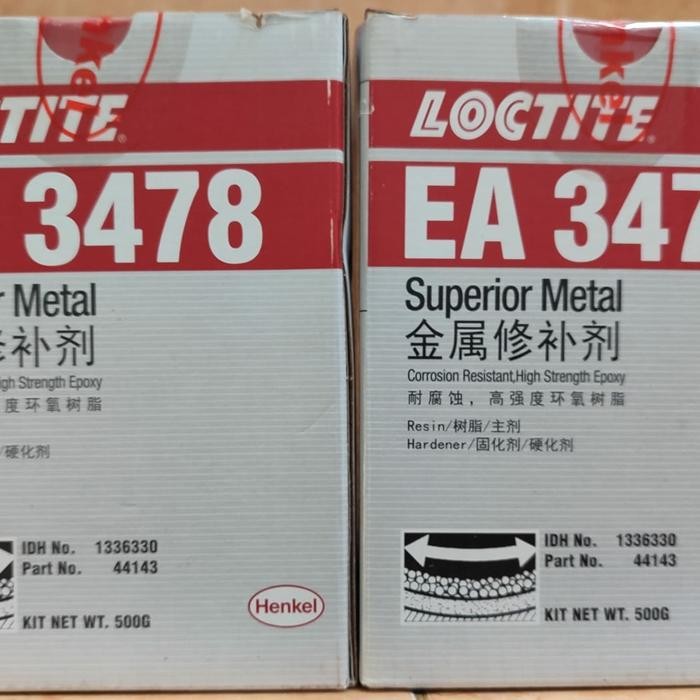 TITE
3478
r Metal
修补剂
igh Strength Epoxy
度环氧树脂
/硬化剂
IDH No. 1336330
Part No. 44143
KIT NET WT. 500G
Henkel
LOCTITE
EA 347
Superior Metal
金属修补剂
Corrosion Resistant,High Strength Epoxy
耐腐蚀，高强度环氧树脂
Resin/树脂/主剂
Hardener/固化剂/硬化剂
IDH No. 1336330
Part No. 44143
KIT NET WT. 500G